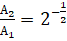 A₂/A₁ = 2^(-1/2)